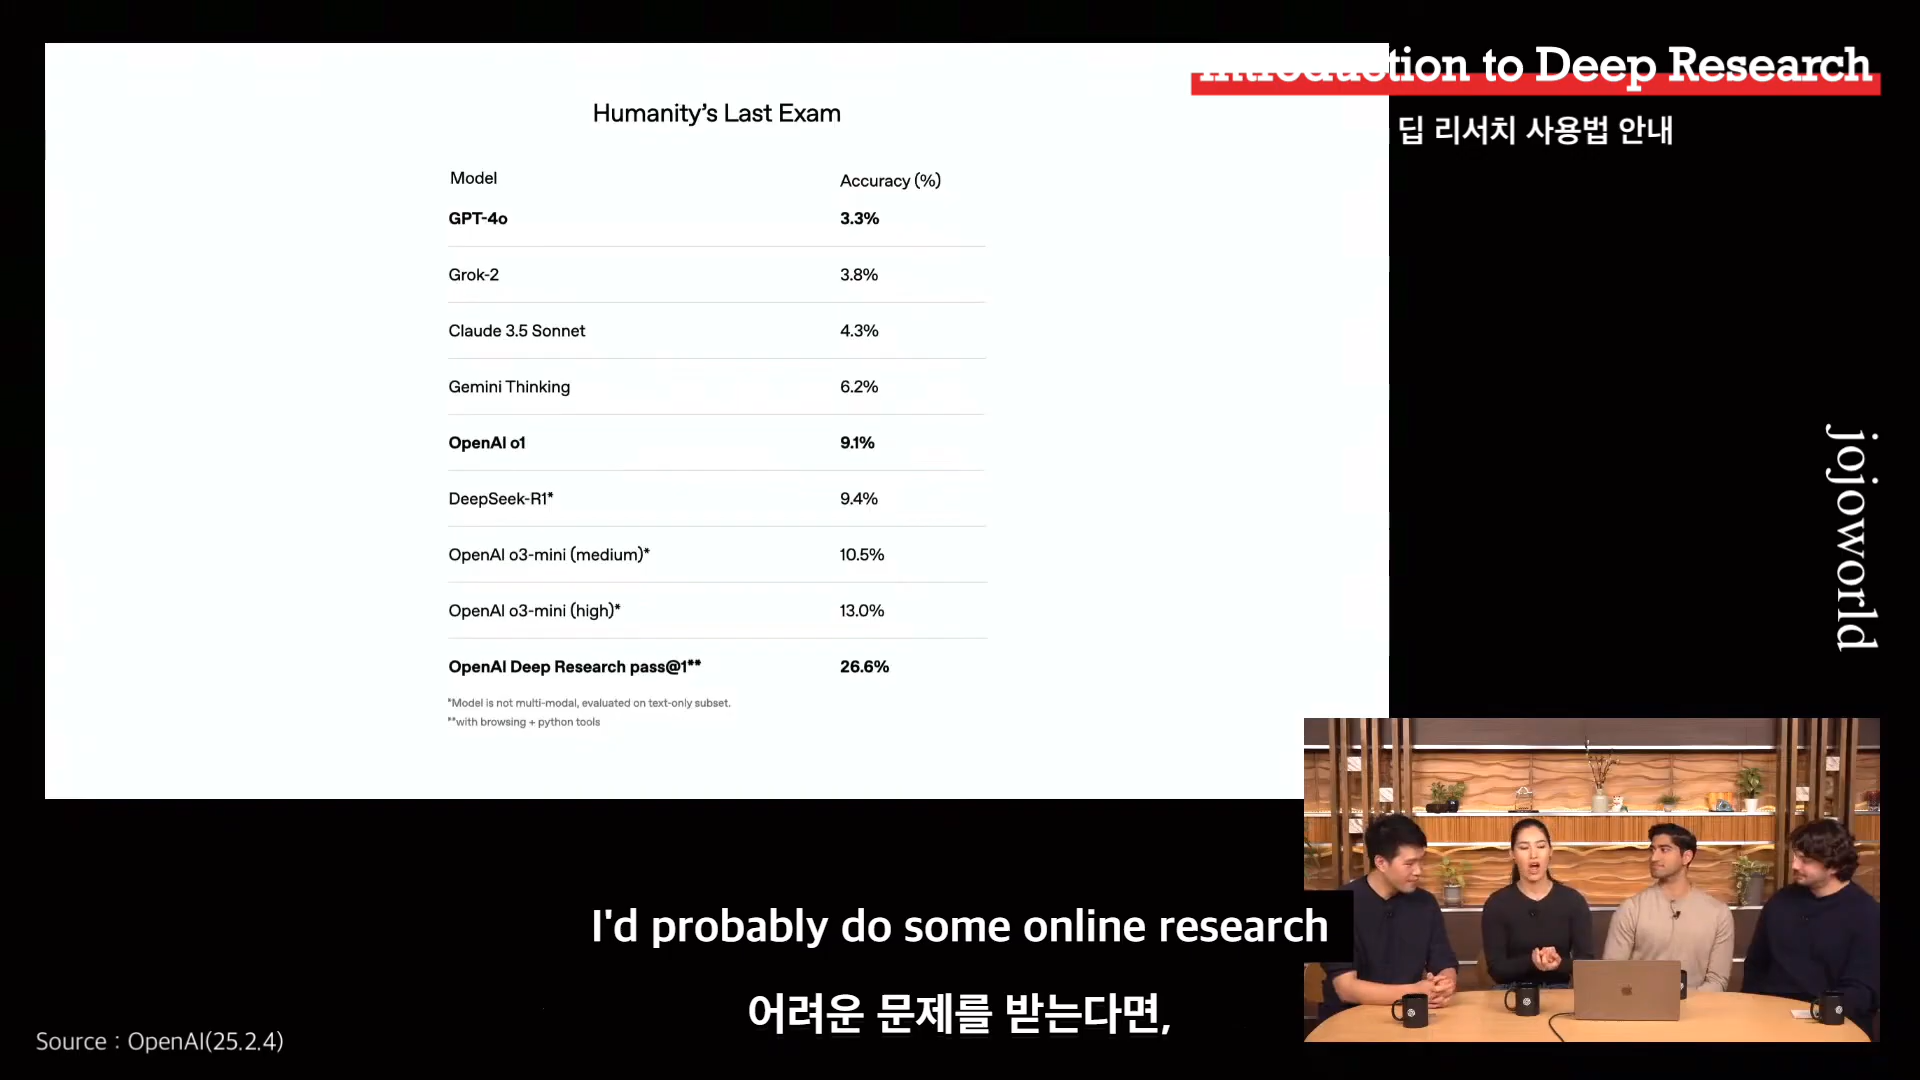 Introduction to Deep Research
딥 리서치 사용법 안내
Humanity's Last Exam
Model Accuracy (%)
GPT-4o 3.3%
Grok-2 3.8%
Claude 3.5 Sonnet 4.3%
Gemini Thinking 6.2%
OpenAI o1 9.1%
DeepSeek-R1* 9.4%
OpenAI o3-mini (medium)* 10.5%
OpenAI o3-mini (high)* 13.0%
OpenAI Deep Research pass@1** 26.6%
*Model is not multi-modal, evaluated on text-only subset.
**with browsing + python tools
jojoworld
I'd probably do some online research
어려운 문제를 받는다면,
Source : OpenAI(25.2.4)